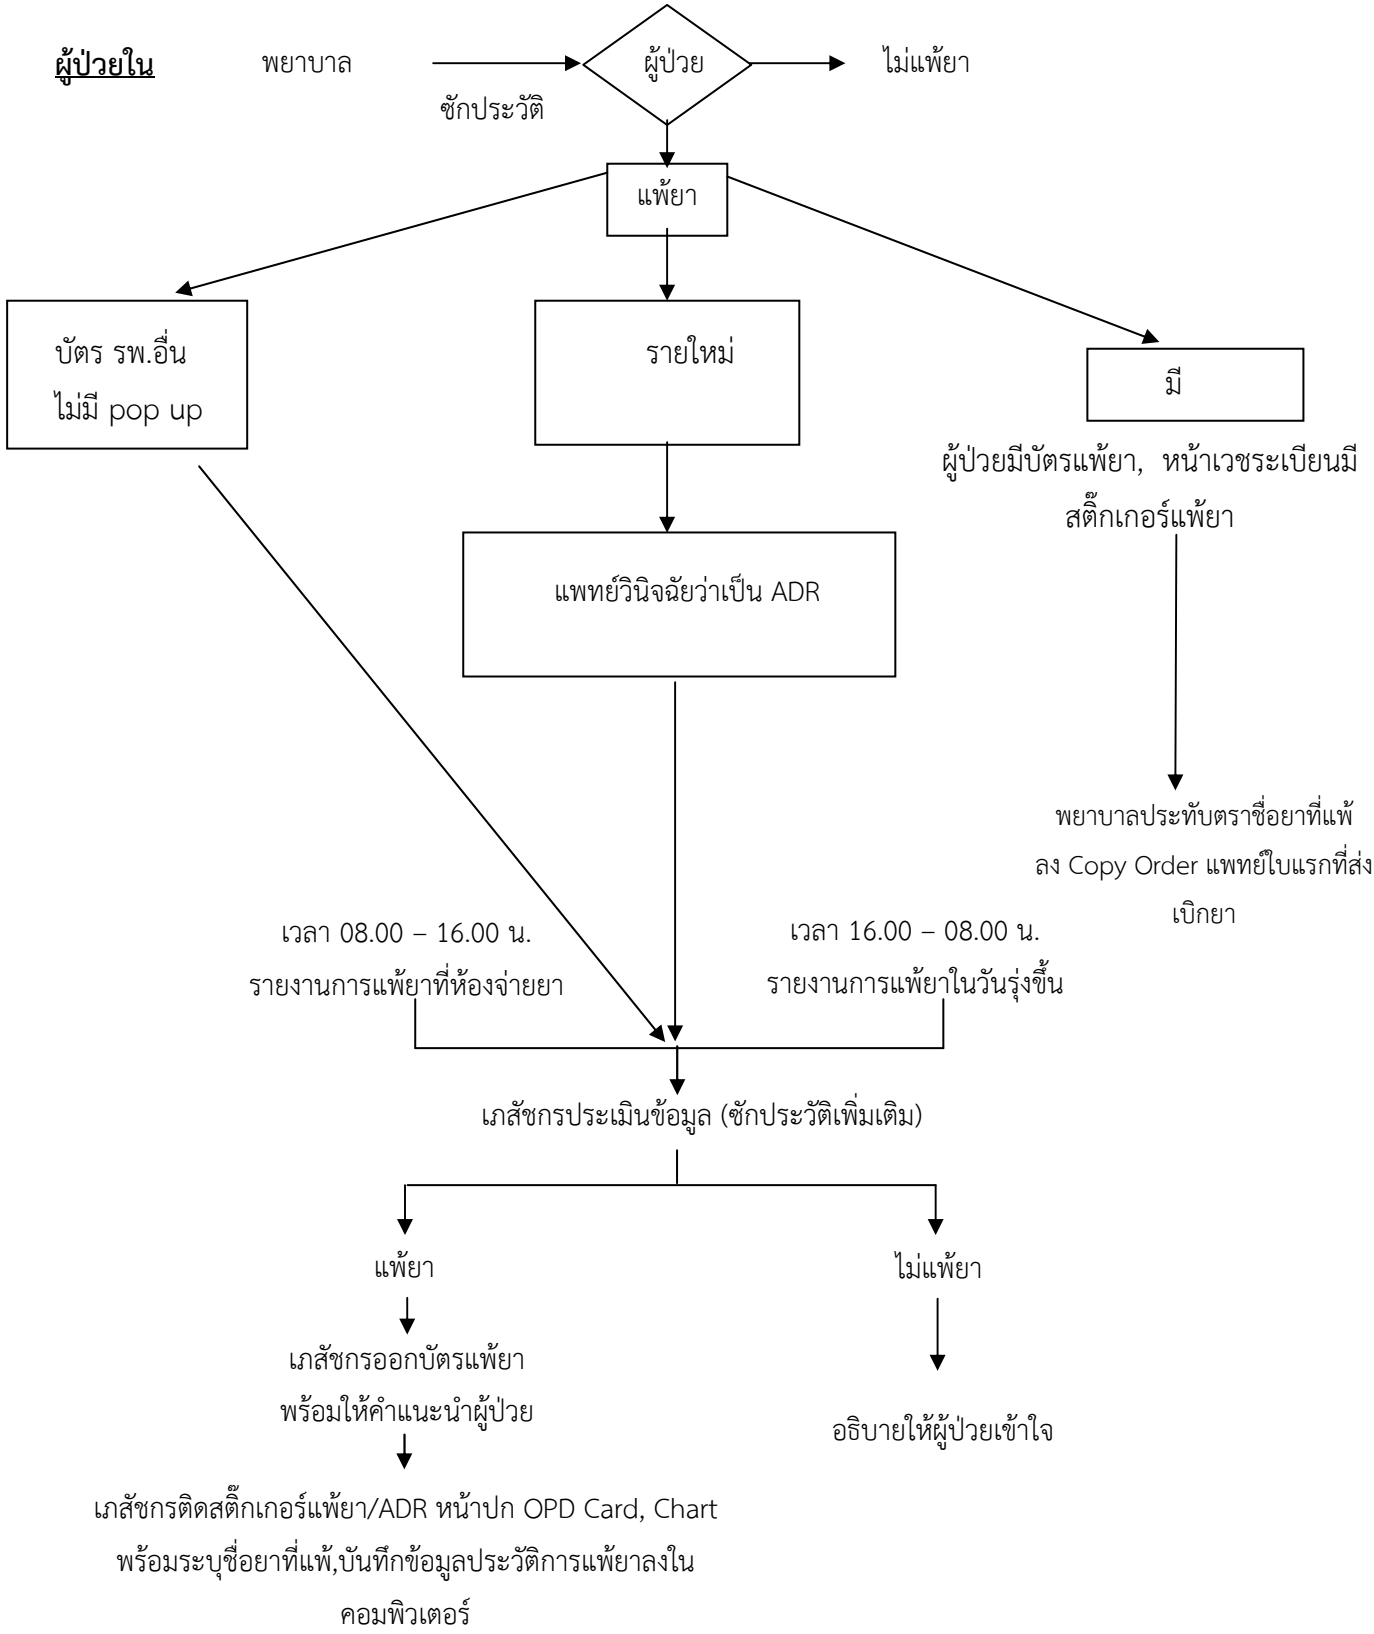 ผู้ป่วยใน
พยาบาล
ซักประวัติ
ผู้ป่วย
ไม่แพ้ยา
แพ้ยา
บัตร รพ.อื่น
ไม่มี pop up
รายใหม่
มี
ผู้ป่วยมีบัตรแพ้ยา, หน้าเวชระเบียนมี
สติ๊กเกอร์แพ้ยา
แพทย์วินิจฉัยว่าเป็น ADR
พยาบาลประทับตราชื่อยาที่แพ้
ลง Copy Order แพทย์ใบแรกที่ส่ง
เบิกยา
เวลา 08.00 – 16.00 น.
รายงานการแพ้ยาที่ห้องจ่ายยา
เวลา 16.00 – 08.00 น.
รายงานการแพ้ยาในวันรุ่งขึ้น
เภสัชกรประเมินข้อมูล (ซักประวัติเพิ่มเติม)
แพ้ยา
ไม่แพ้ยา
เภสัชกรออกบัตรแพ้ยา
พร้อมให้คำแนะนำผู้ป่วย
อธิบายให้ผู้ป่วยเข้าใจ
เภสัชกรติดสติ๊กเกอร์แพ้ยา/ADR หน้าปก OPD Card, Chart
พร้อมระบุชื่อยาที่แพ้,บันทึกข้อมูลประวัติการแพ้ยาลงใน
คอมพิวเตอร์